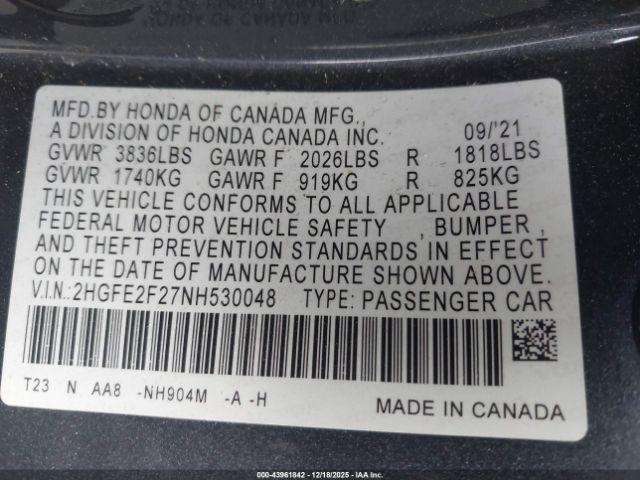 MFD.BY HONDA OF CANADA MFG.,
A DIVISION OF HONDA CANADA INC. 09/'21
GVWR 3836LBS GAWR F 2026LBS R 1818LBS
GVWR 1740KG GAWR F 919KG R 825KG
THIS VEHICLE CONFORMS TO ALL APPLICABLE
FEDERAL MOTOR VEHICLE SAFETY , BUMPER ,
AND THEFT PREVENTION STANDARDS IN EFFECT
ON THE DATE OF MANUFACTURE SHOWN ABOVE.
V.I.N.:2HGFE2F27NH530048 TYPE: PASSENGER CAR
T23 N AA8 -NH904M -A -H
MADE IN CANADA
000-43961842 | 12/18/2025 - IAA Inc.